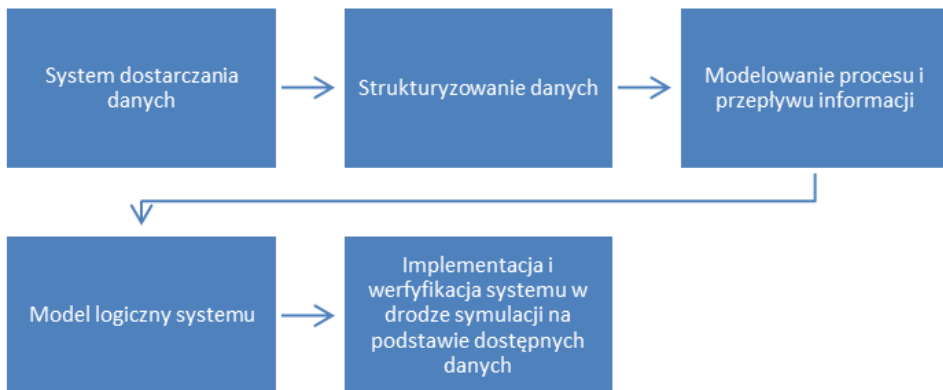 System dostarczania
danych
Strukturyzowanie danych
Modelowanie procesu i
przepływu informacji
Model logiczny systemu
Implementacja i
werfyfikacja systemu w
drodze symulacji na
podstawie dostępnych
danych